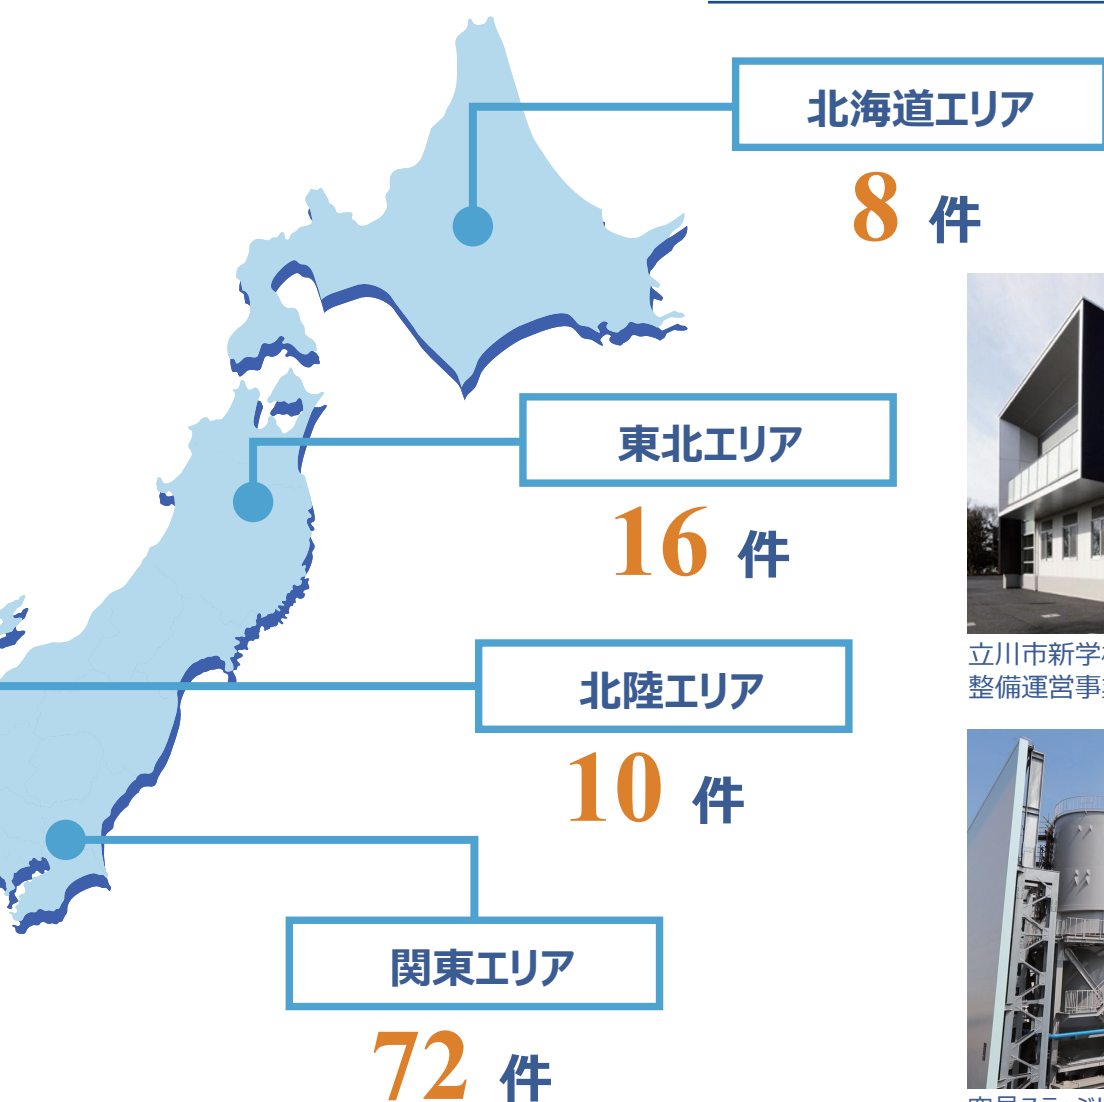 北海道エリア
8 件
東北エリア
16 件
立川市新学
整備運営事
北陸エリア
10 件
関東エリア
72 件